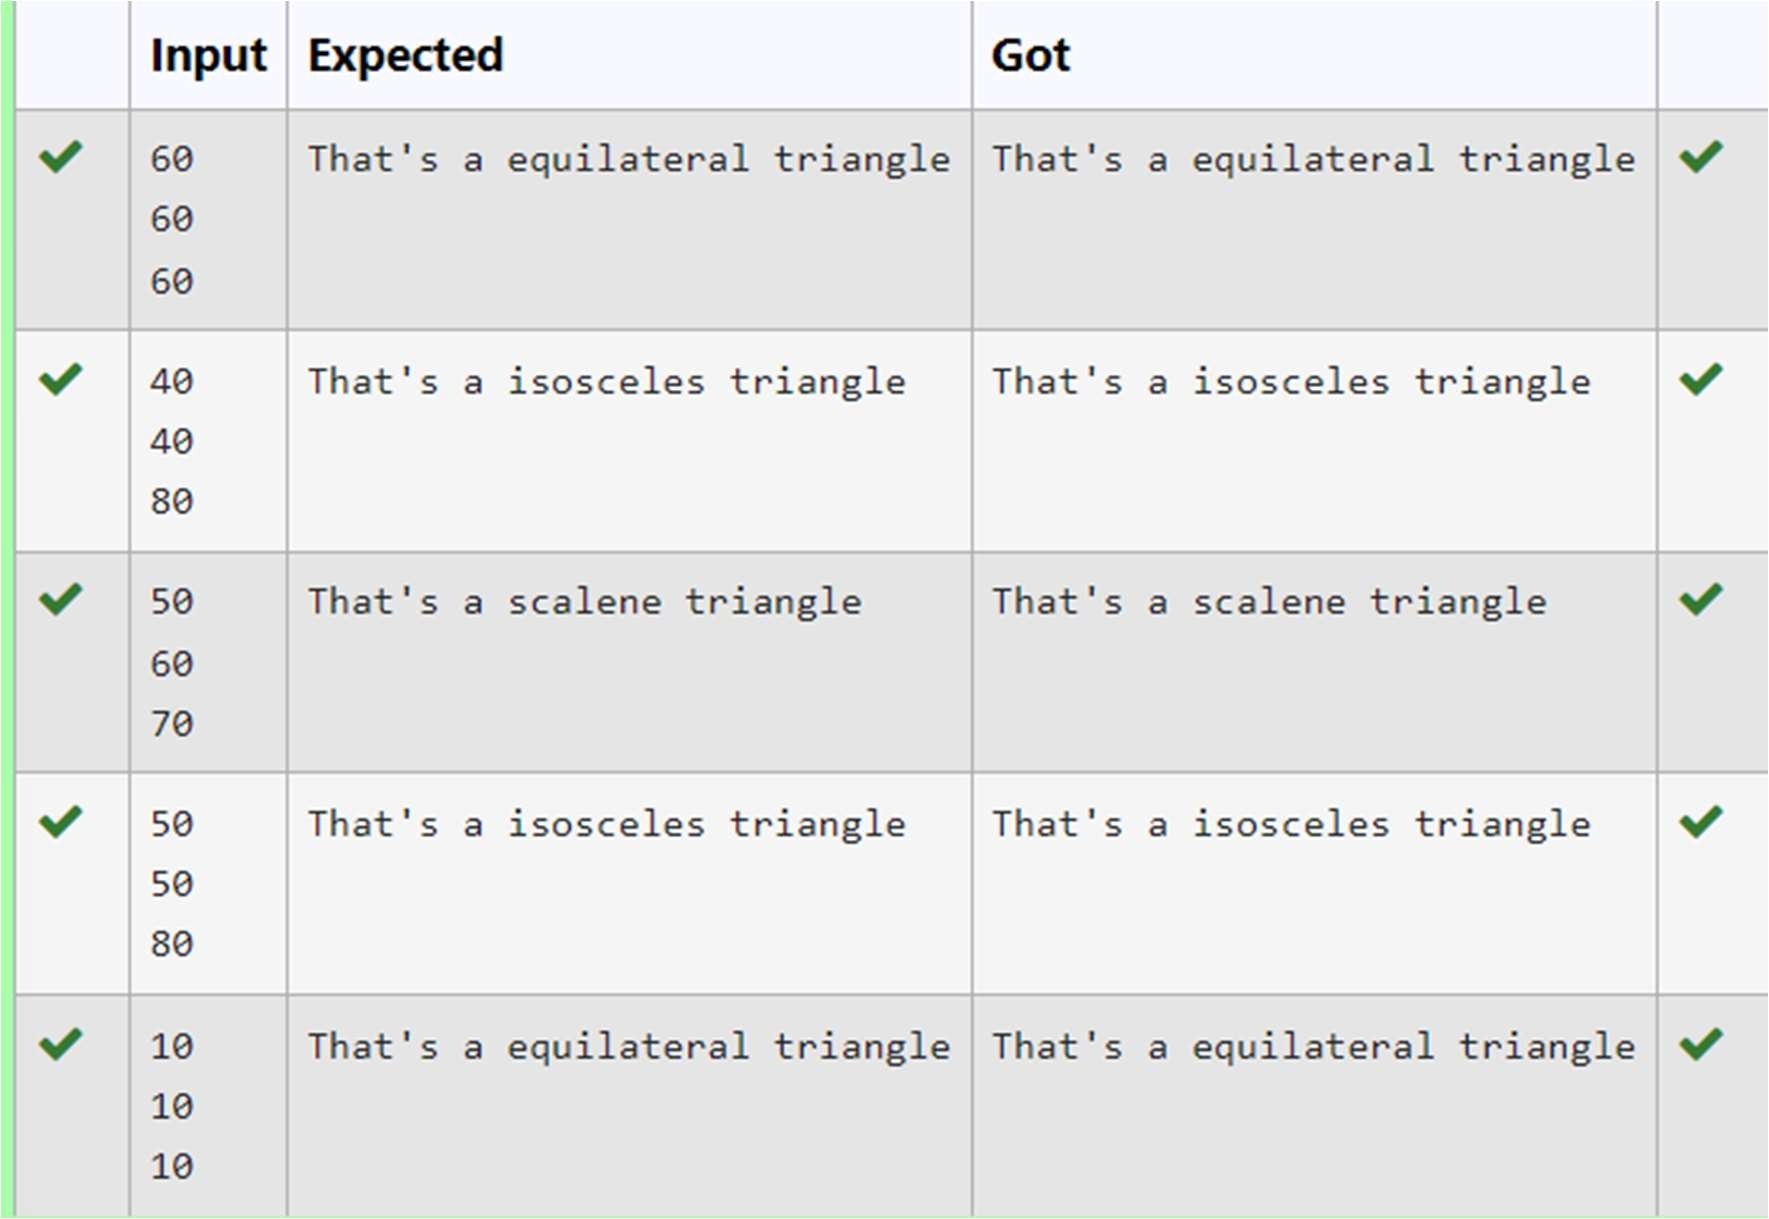 Input Expected Got
60 That's a equilateral triangle That's a equilateral triangle
60
60
40 That's a isosceles triangle That's a isosceles triangle
40
80
50 That's a scalene triangle That's a scalene triangle
60
70
50 That's a isosceles triangle That's a isosceles triangle
50
80
10 That's a equilateral triangle That's a equilateral triangle
10
10